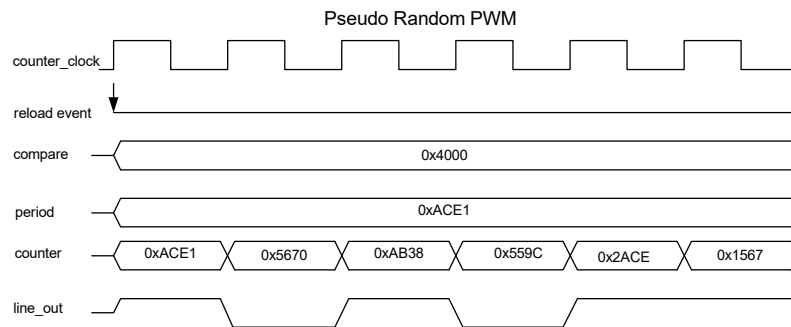 Pseudo Random PWM
counter_clock
reload event
compare 0x4000
period 0xACE1
counter 0xACE1 0x5670 0xAB38 0x559C 0x2ACE 0x1567
line_out